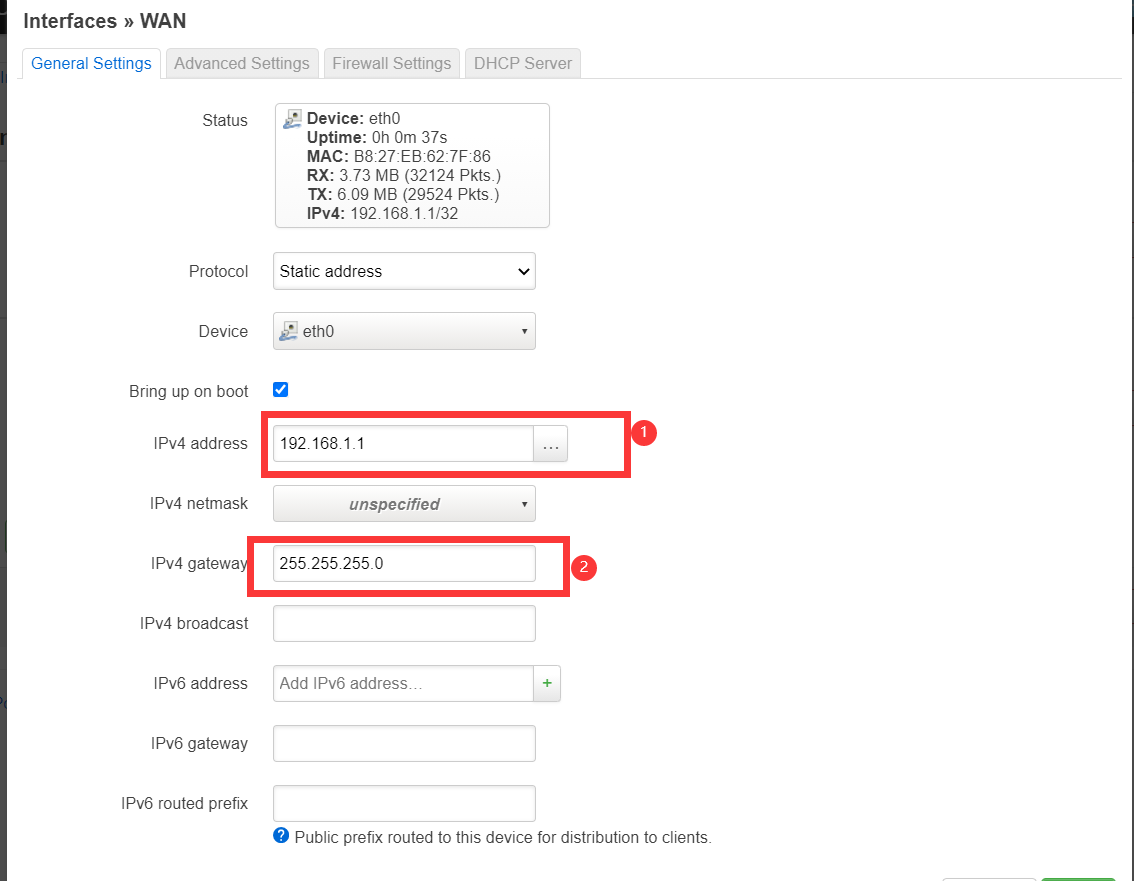 Interfaces » WAN
General Settings
Advanced Settings
Firewall Settings
DHCP Server
Status
Device: eth0
Uptime: 0h 0m 37s
MAC: B8:27:EB:62:7F:86
RX: 3.73 MB (32124 Pkts.)
TX: 6.09 MB (29524 Pkts.)
IPv4: 192.168.1.1/32
Protocol
Static address
Device
eth0
Bring up on boot
IPv4 address
192.168.1.1
...
1
IPv4 netmask
unspecified
IPv4 gateway
255.255.255.0
2
IPv4 broadcast
IPv6 address
Add IPv6 address…
+
IPv6 gateway
IPv6 routed prefix
? Public prefix routed to this device for distribution to clients.